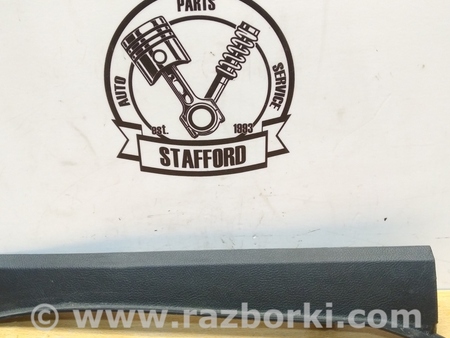 PARTS
AUTO
SERVICE
est. 1993
STAFFORD
© www.razborki.com